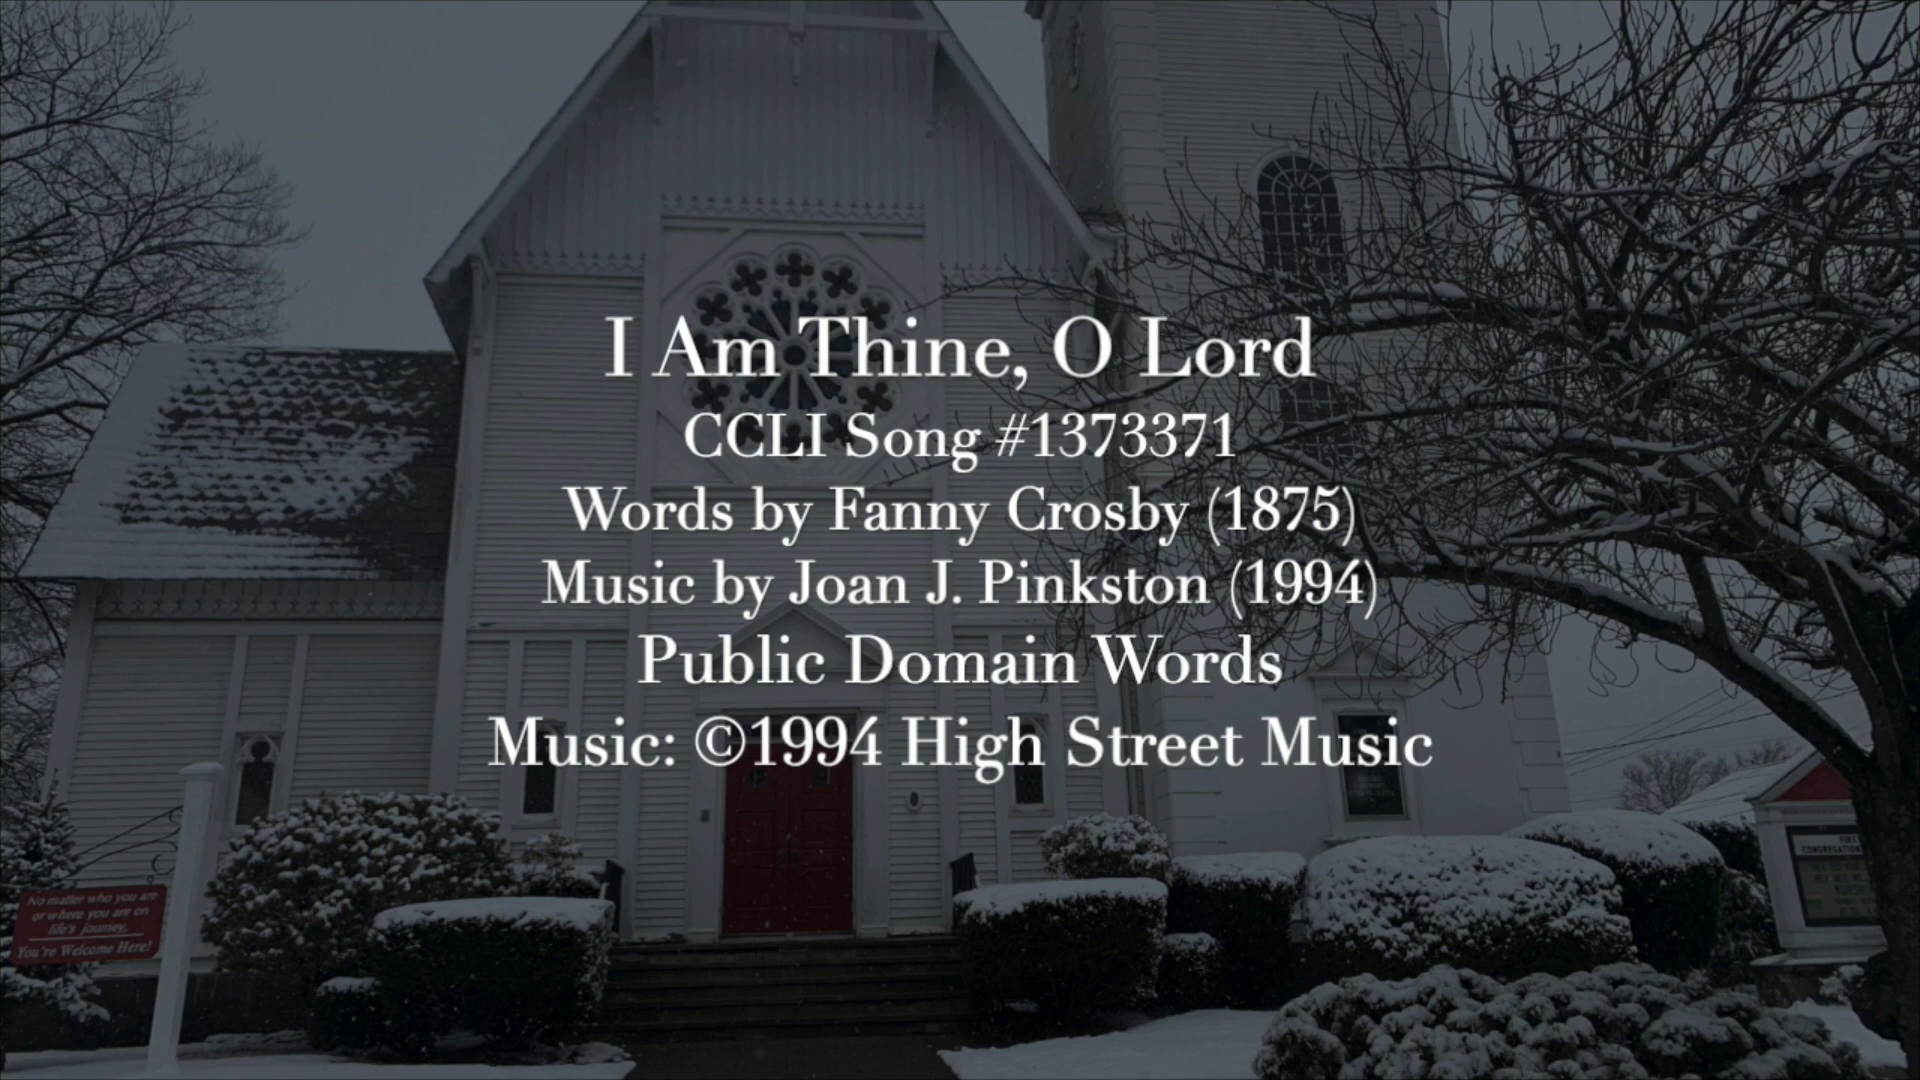 I Am Thine, O Lord
CCLI Song #1373371
Words by Fanny Crosby (1875)
Music by Joan J. Pinkston (1994)
Public Domain Words
Music: ©1994 High Street Music
No matter who you are
or where you are on
life's journey,
You're Welcome Here!
FIRST